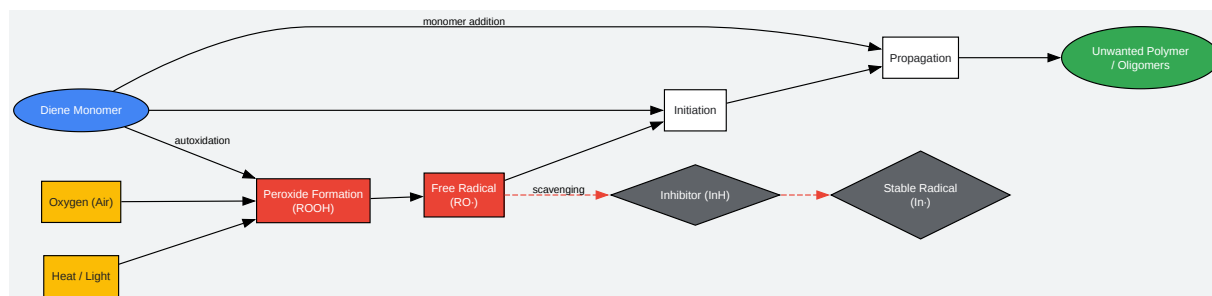 monomer addition
Propagation
Unwanted Polymer
/ Oligomers
Diene Monomer
Initiation
autoxidation
Peroxide Formation
(ROOH)
Free Radical
(RO·)
scavenging
Inhibitor (InH)
Stable Radical
(In·)
Oxygen (Air)
Heat / Light